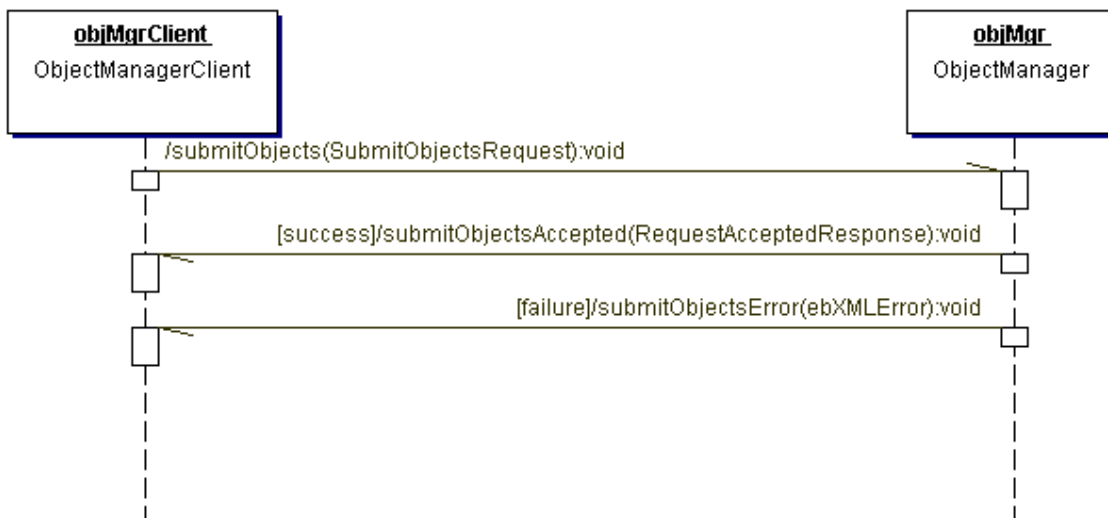 objMgrClient
ObjectManagerClient
objMgr
ObjectManager
/submitObjects(SubmitObjectsRequest):void
[success]/submitObjectsAccepted(RequestAcceptedResponse):void
[failure]/submitObjectsError(ebXMLError):void